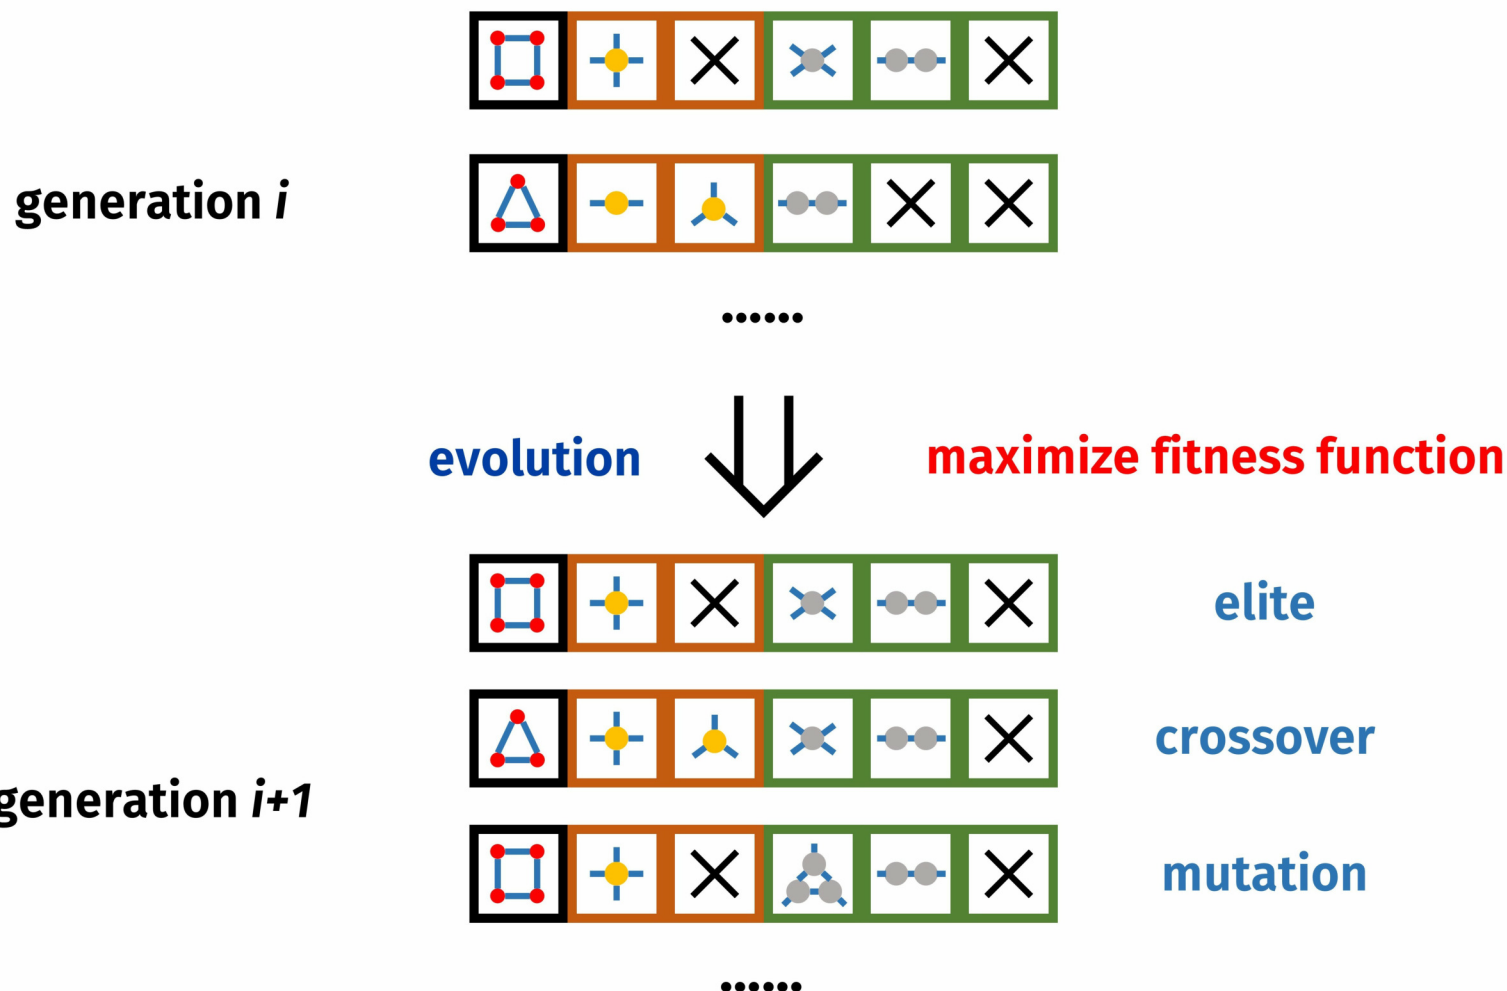 generation i
......
evolution
maximize fitness function
elite
crossover
generation i+1
mutation
......